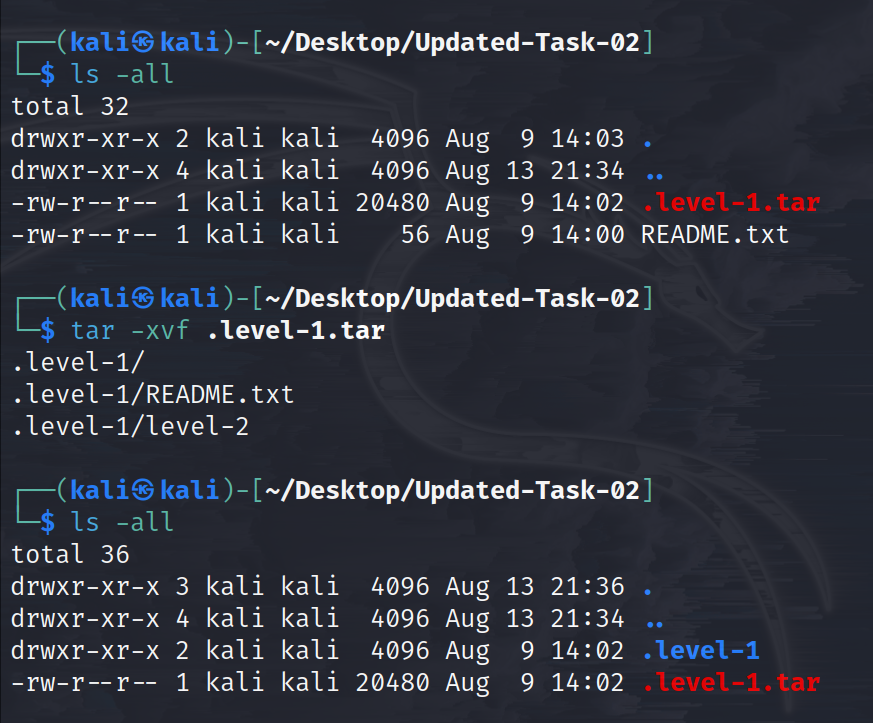 ┌──(kali㉿kali)-[~/Desktop/Updated-Task-02]
└─$ ls -all
total 32
drwxr-xr-x 2 kali kali  4096 Aug  9 14:03 .
drwxr-xr-x 4 kali kali  4096 Aug 13 21:34 ..
-rw-r--r-- 1 kali kali 20480 Aug  9 14:02 .level-1.tar
-rw-r--r-- 1 kali kali    56 Aug  9 14:00 README.txt
┌──(kali㉿kali)-[~/Desktop/Updated-Task-02]
└─$ tar -xvf .level-1.tar
.level-1/
.level-1/README.txt
.level-1/level-2
┌──(kali㉿kali)-[~/Desktop/Updated-Task-02]
└─$ ls -all
total 36
drwxr-xr-x 3 kali kali  4096 Aug 13 21:36 .
drwxr-xr-x 4 kali kali  4096 Aug 13 21:34 ..
drwxr-xr-x 2 kali kali  4096 Aug  9 14:02 .level-1
-rw-r--r-- 1 kali kali 20480 Aug  9 14:02 .level-1.tar